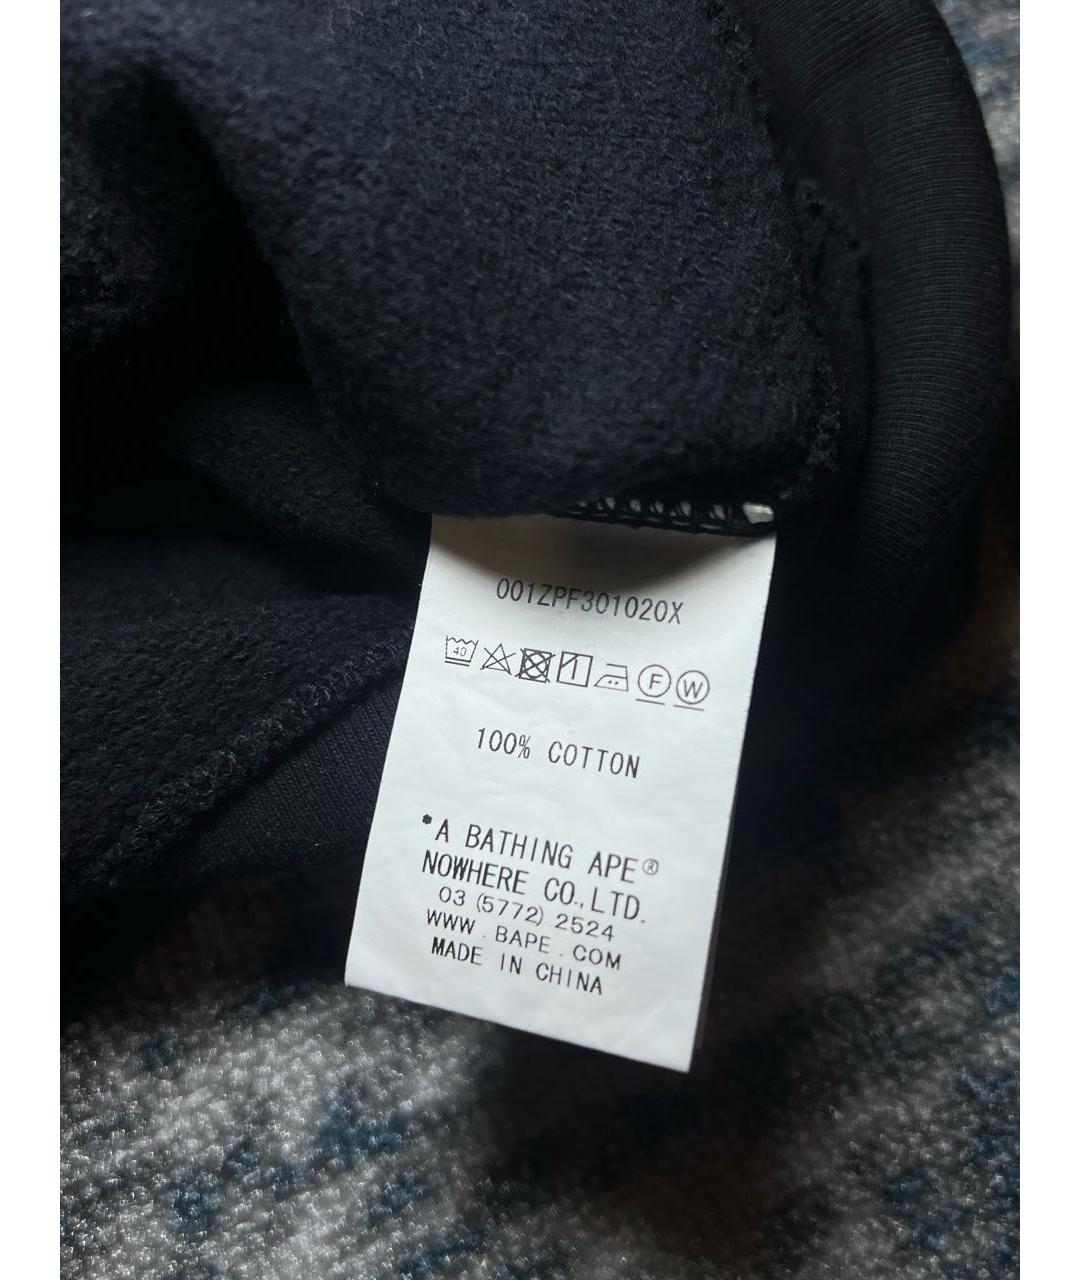 001ZPF301020X
40 F W
100% COTTON
*A BATHING APE®
NOWHERE CO.,LTD.
03 (5772) 2524
WWW.BAPE.COM
MADE IN CHINA